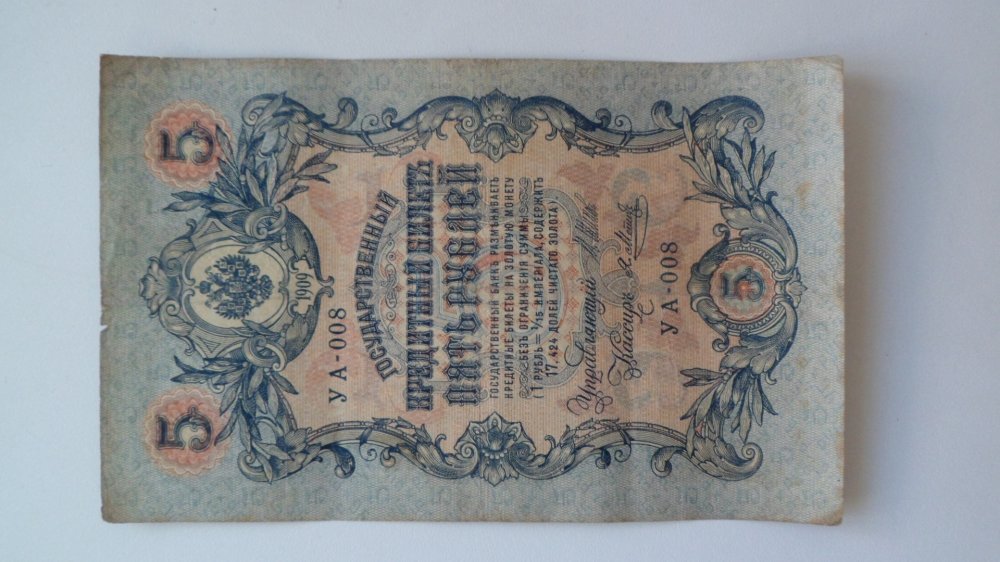 5 5
1909
УА-008
ГОСУДАРСТВЕННЫЙ
КРЕДИТНЫЙ БИЛЕТЪ
ПЯТЬ РУБЛЕЙ
ГОСУДАРСТВЕННЫЙ БАНКЪ РАЗМѢНИВАЕТЪ
КРЕДИТНЫЕ БИЛЕТЫ НА ЗОЛОТУЮ МОНЕТУ
БЕЗЪ ОГРАНИЧЕНІЯ СУММЫ
(1 РУБЛЬ = 1/15 ИМПЕРІАЛА, СОДЕРЖИТЪ
17,424 ДОЛЕЙ ЧИСТАГО ЗОЛОТА).
Управляющій
Кассиръ
УА-008
5